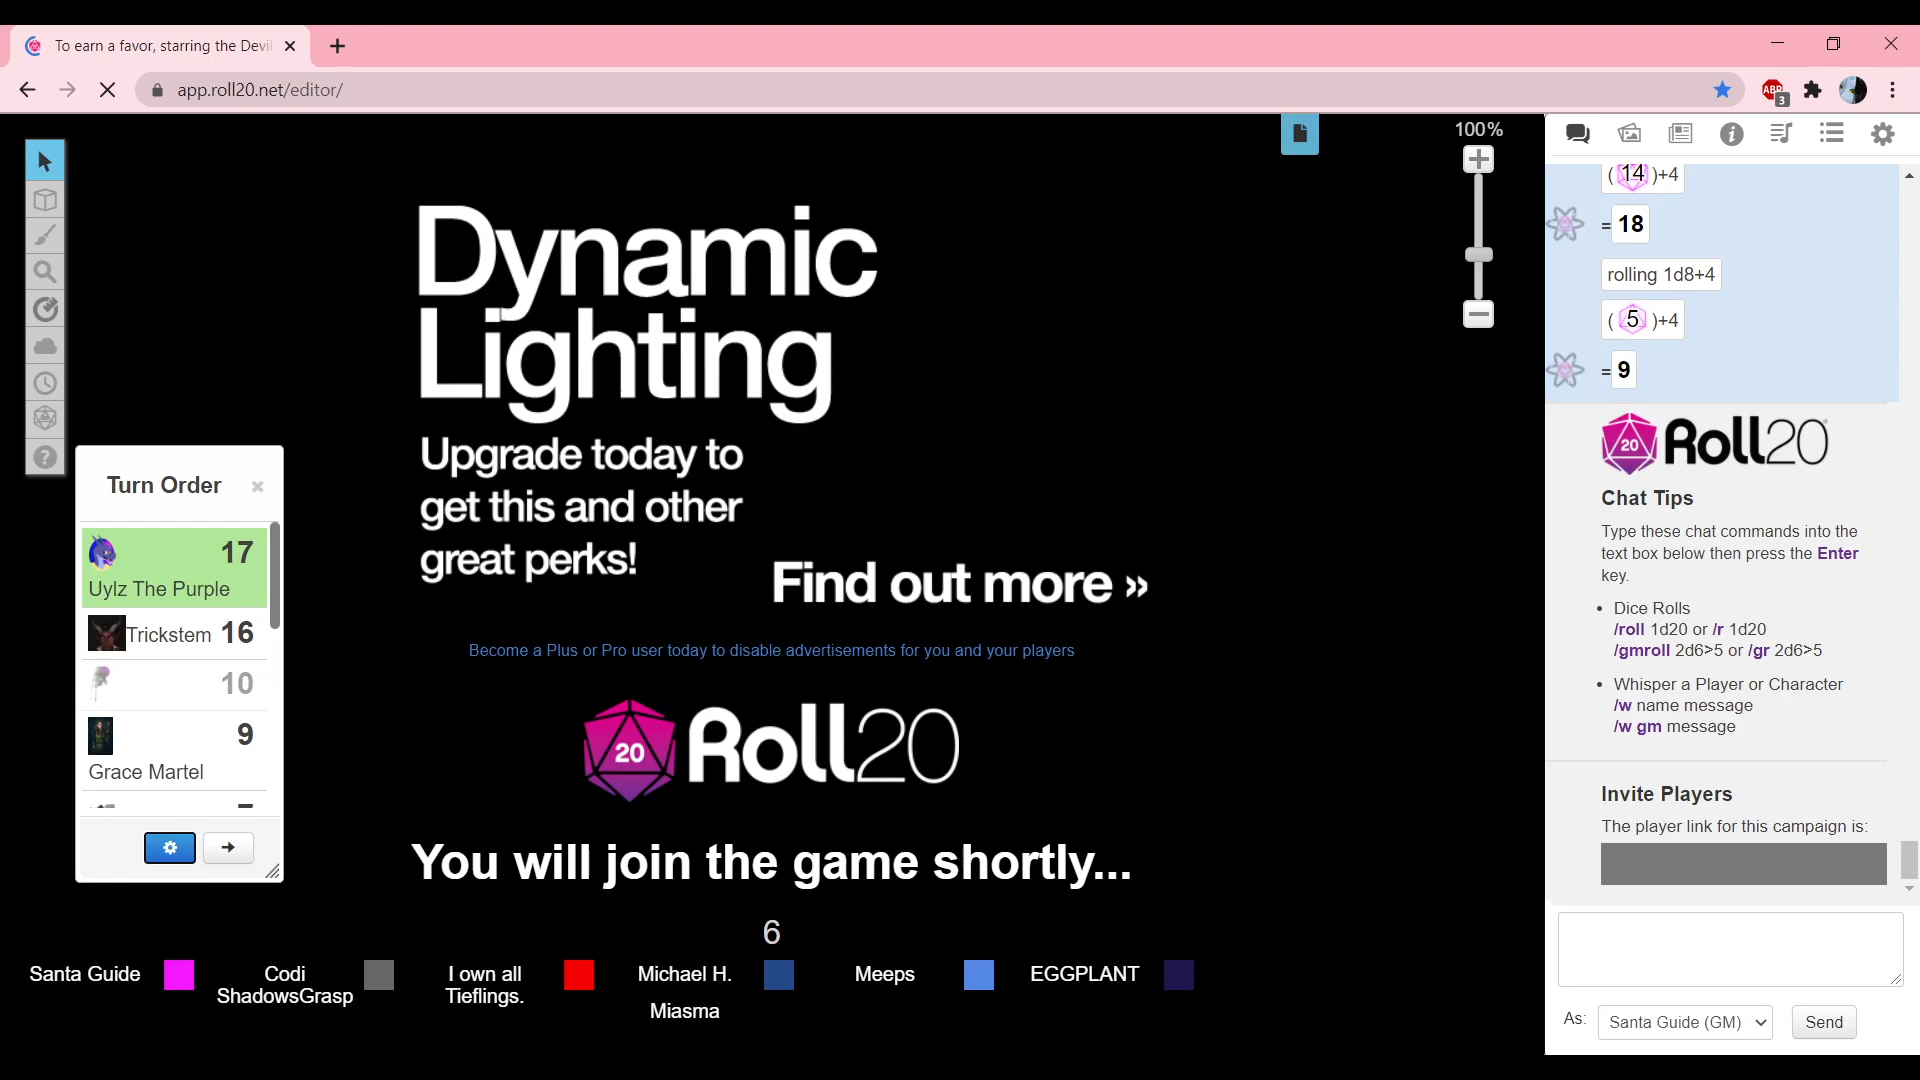 To earn a favor, starring the Devi
app.roll20.net/editor/
ABP
3
100%
Dynamic
Lighting
Upgrade today to
get this and other
great perks!
Find out more »
Become a Plus or Pro user today to disable advertisements for you and your players
20 Roll20
You will join the game shortly...
6
Turn Order
17
Uylz The Purple
Trickstem 16
10
9
Grace Martel
Santa Guide
Codi
ShadowsGrasp
I own all
Tieflings.
Michael H.
Miasma
Meeps
EGGPLANT
(14)+4
=18
rolling 1d8+4
(5)+4
=9
20 Roll20
Chat Tips
Type these chat commands into the
text box below then press the Enter
key.
• Dice Rolls
/roll 1d20 or /r 1d20
/gmroll 2d6>5 or /gr 2d6>5
• Whisper a Player or Character
/w name message
/w gm message
Invite Players
The player link for this campaign is:
As: Santa Guide (GM)
Send